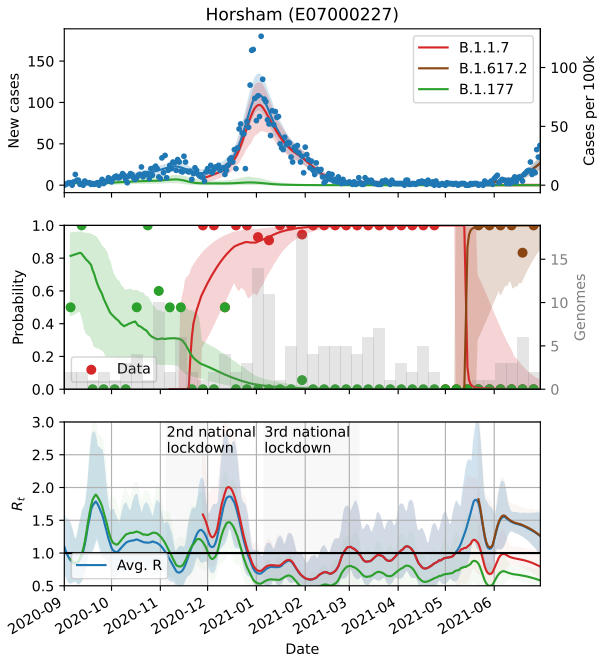 Horsham (E07000227)
New cases
150
100
50
0
B.1.1.7
B.1.617.2
B.1.177
100
50
0
Cases per 100k
Probability
1.0
0.8
0.6
0.4
0.2
0.0
Data
15
10
5
0
Genomes
Rt
3.0
2.5
2.0
1.5
1.0
0.5
2nd national
lockdown
3rd national
lockdown
Avg. R
2020-09
2020-10
2020-11
2020-12
2021-01
2021-02
2021-03
2021-04
2021-05
2021-06
Date